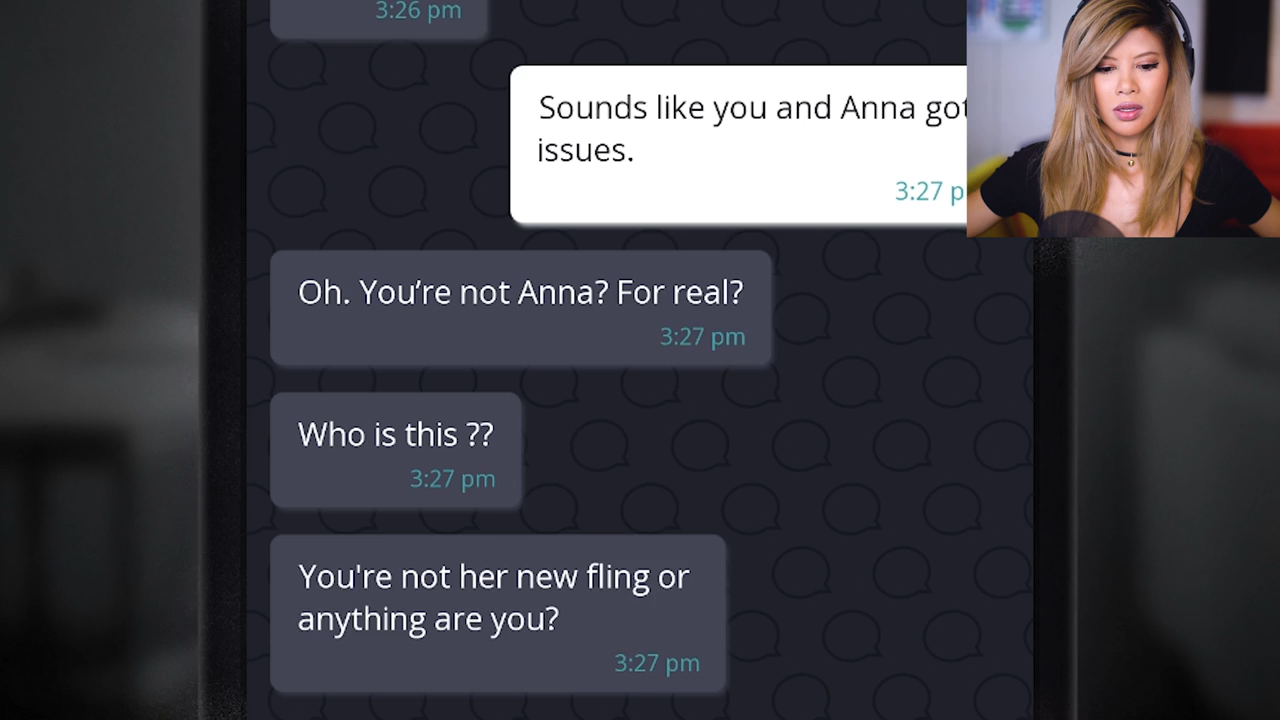 3:26 pm
Sounds like you and Anna got
issues.
3:27 p
Oh. You’re not Anna? For real?
3:27 pm
Who is this ??
3:27 pm
You're not her new fling or
anything are you?
3:27 pm